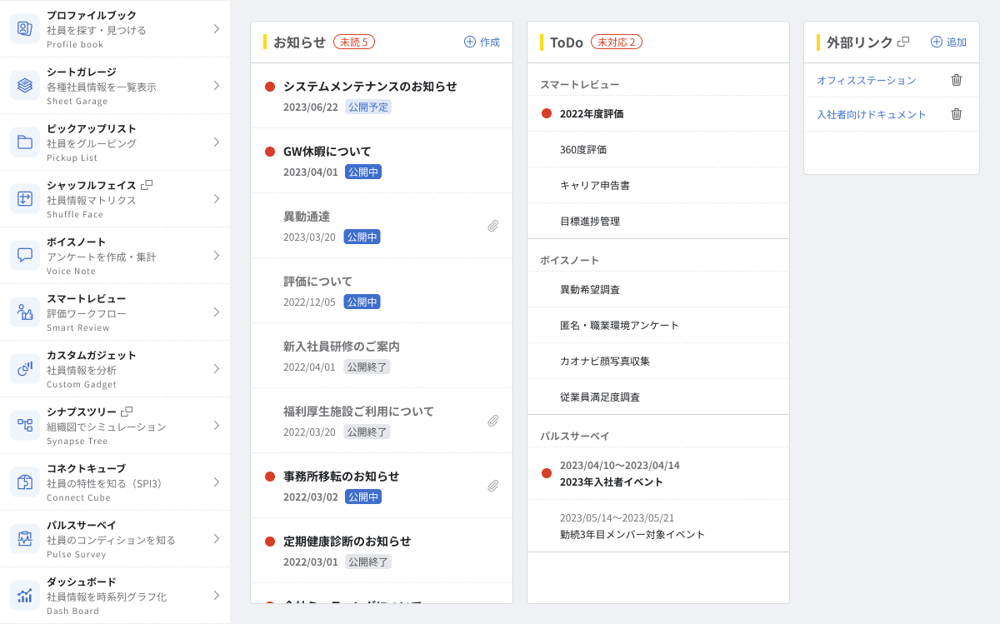 プロファイルブック
社員を探す・見つける
Profile book
シートガレージ
各種社員情報を一覧表示
Sheet Garage
ピックアップリスト
社員をグルーピング
Pickup List
シャッフルフェイス
社員情報マトリクス
Shuffle Face
ボイスノート
アンケートを作成・集計
Voice Note
スマートレビュー
評価ワークフロー
Smart Review
カスタムガジェット
社員情報を分析
Custom Gadget
シナプスツリー
組織図でシミュレーション
Synapse Tree
コネクトキューブ
社員の特性を知る（SPI3）
Connect Cube
パルスサーベイ
社員のコンディションを知る
Pulse Survey
ダッシュボード
社員情報を時系列グラフ化
Dash Board
お知らせ 未読 5 作成
システムメンテナンスのお知らせ
2023/06/22 公開予定
GW休暇について
2023/04/01 公開中
異動通達
2023/03/20 公開中
評価について
2022/12/05 公開中
新入社員研修のご案内
2022/04/01 公開終了
福利厚生施設ご利用について
2022/03/20 公開終了
事務所移転のお知らせ
2022/03/02 公開中
定期健康診断のお知らせ
2022/03/01 公開終了
ToDo 未対応 2
スマートレビュー
2022年度評価
360度評価
キャリア申告書
目標進捗管理
ボイスノート
異動希望調査
匿名・職業環境アンケート
カオナビ顔写真収集
従業員満足度調査
パルスサーベイ
2023/04/10〜2023/04/14
2023年入社者イベント
2023/05/14〜2023/05/21
勤続3年目メンバー対象イベント
外部リンク 追加
オフィスステーション
入社者向けドキュメント